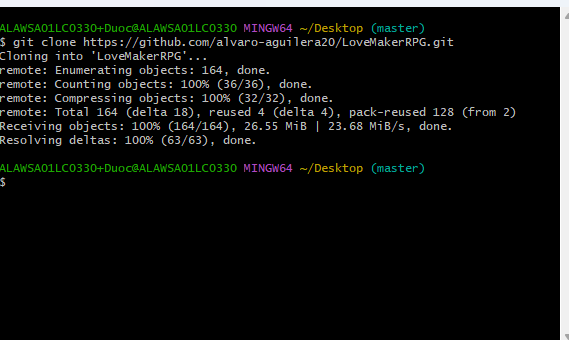 ALAWSA01LC0330+Duoc@ALAWSA01LC0330 MINGW64 ~/Desktop (master)
$ git clone https://github.com/alvaro-aguilera20/LoveMakerRPG.git
Cloning into 'LoveMakerRPG'...
remote: Enumerating objects: 164, done.
remote: Counting objects: 100% (36/36), done.
remote: Compressing objects: 100% (32/32), done.
remote: Total 164 (delta 18), reused 4 (delta 4), pack-reused 128 (from 2)
Receiving objects: 100% (164/164), 26.55 MiB | 23.68 MiB/s, done.
Resolving deltas: 100% (63/63), done.
ALAWSA01LC0330+Duoc@ALAWSA01LC0330 MINGW64 ~/Desktop (master)
$